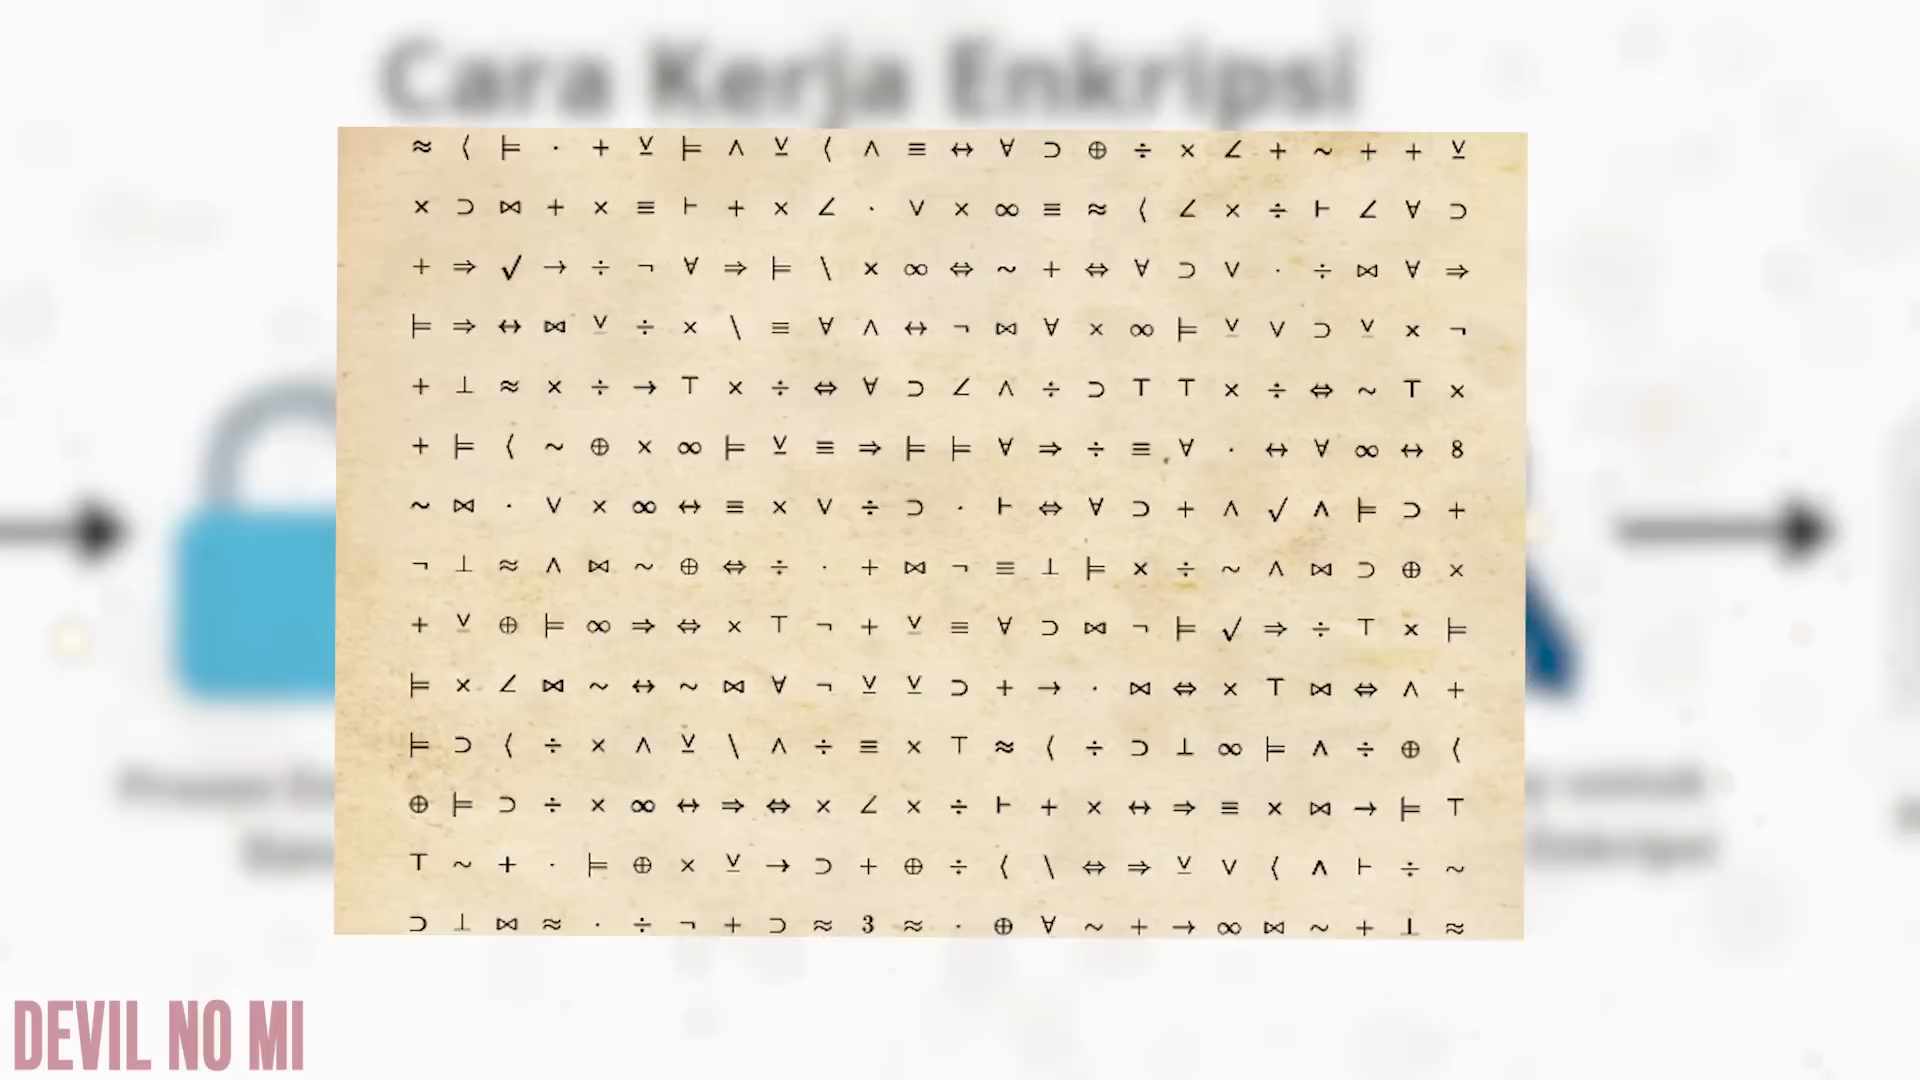 Cara Kerja Enkripsi
≈ ⟨ ⊨ · + ⊻ ⊨ ∧ ⊻ ⟨ ∧ ≡ ↔ ∀ ⊃ ⊕ ÷ × ∠ + ~ + + ⊻
× ⊃ ⋈ + × ≡ ⊢ + × ∠ · ∨ × ∞ ≡ ≈ ⟨ ∠ × ÷ ⊢ ∠ ∀ ⊃
+ ⇒ √ → ÷ ¬ ∀ ⇒ ⊨ \ × ∞ ⇔ ~ + ⇔ ∀ ⊃ ∨ · ÷ ⋈ ∀ ⇒
⊨ ⇒ ↔ ⋈ ⊻ ÷ × \ ≡ ∀ ∧ ↔ ¬ ⋈ ∀ × ∞ ⊨ ⊻ ∨ ⊃ ⊻ × ¬
+ ⊥ ≈ × ÷ → ⊤ × ÷ ⇔ ∀ ⊃ ∠ ∧ ÷ ⊃ ⊤ ⊤ × ÷ ⇔ ~ ⊤ ×
+ ⊨ ⟨ ~ ⊕ × ∞ ⊨ ⊻ ≡ ⇒ ⊨ ⊨ ∀ ⇒ ÷ ≡ ∀ · ↔ ∀ ∞ ↔ 8
~ ⋈ · ∨ × ∞ ↔ ≡ × ∨ ÷ ⊃ · ⊢ ⇔ ∀ ⊃ + ∧ √ ∧ ⊨ ⊃ +
¬ ⊥ ≈ ∧ ⋈ ~ ⊕ ⇔ ÷ · + ⋈ ¬ ≡ ⊥ ⊨ × ÷ ~ ∧ ⋈ ⊃ ⊕ ×
+ ⊻ ⊕ ⊨ ∞ ⇒ ⇔ × ⊤ ¬ + ⊻ ≡ ∀ ⊃ ⋈ ¬ ⊨ √ ⇒ ÷ ⊤ × ⊨
⊨ × ∠ ⋈ ~ ↔ ~ ⋈ ∀ ¬ ⊻ ⊻ ⊃ + → · ⋈ ⇔ × ⊤ ⋈ ⇔ ∧ +
⊨ ⊃ ⟨ ÷ × ∧ ⊻ \ ∧ ÷ ≡ × ⊤ ≈ ⟨ ÷ ⊃ ⊥ ∞ ⊨ ∧ ÷ ⊕ ⟨
⊕ ⊨ ⊃ ÷ × ∞ ↔ ⇒ ⇔ × ∠ × ÷ ⊢ + × ↔ ⇒ ≡ × ⋈ → ⊨ ⊤
⊤ ~ + · ⊨ ⊕ × ⊻ → ⊃ + ⊕ ÷ ⟨ \ ⇔ ⇒ ⊻ ∨ ⟨ ∧ ⊢ ÷ ~
⊃ ⊥ ⋈ ≈ · ÷ ¬ + ⊃ ≈ 3 ≈ · ⊕ ∀ ~ + → ∞ ⋈ ~ + ⊥ ≈
DEVIL NO MI